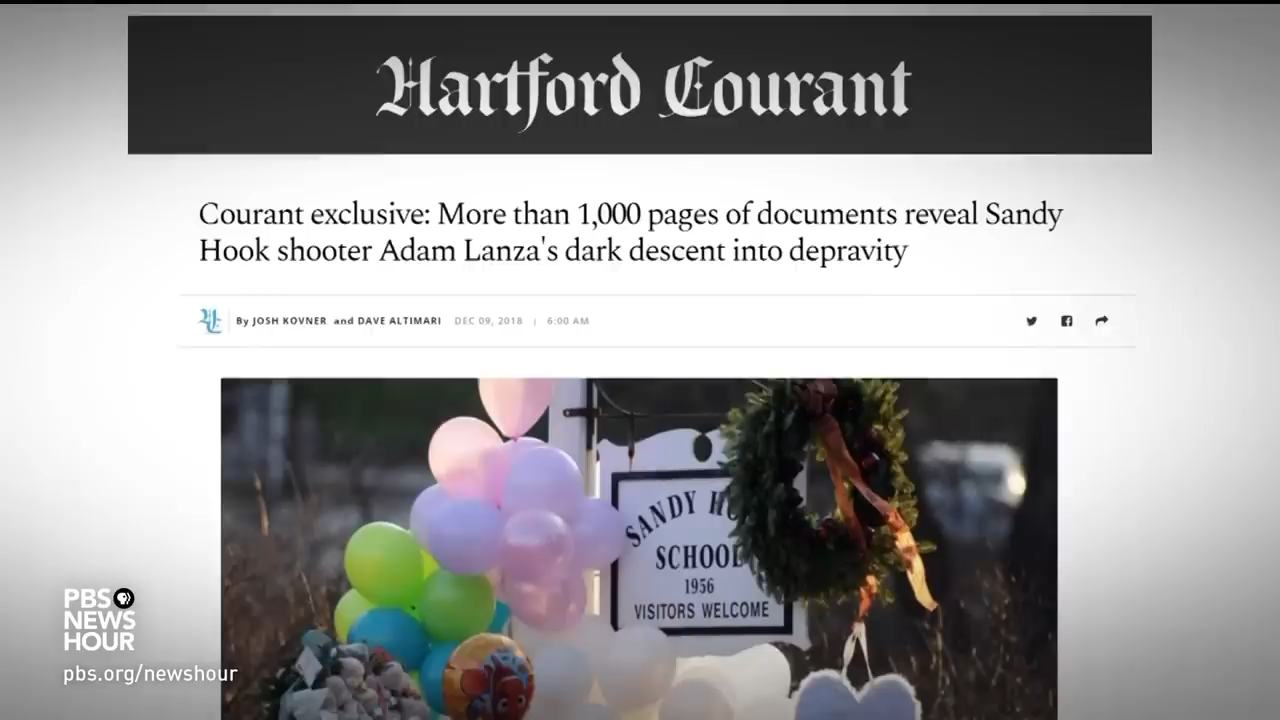 Hartford Courant
Courant exclusive: More than 1,000 pages of documents reveal Sandy
Hook shooter Adam Lanza's dark descent into depravity
By JOSH KOVNER and DAVE ALTIMARI DEC 09, 2018 | 6:00 AM
SANDY HO
SCHOOL
1956
VISITORS WELCOME
PBS
NEWS
HOUR
pbs.org/newshour